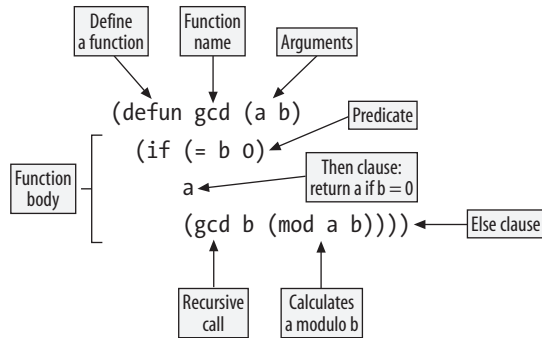 Define
a function
Function
name
Arguments
(defun gcd (a b)
Predicate
(if (= b 0)
Function
body
Then clause:
return a if b = 0
a
(gcd b (mod a b))))
Else clause
Recursive
call
Calculates
a modulo b